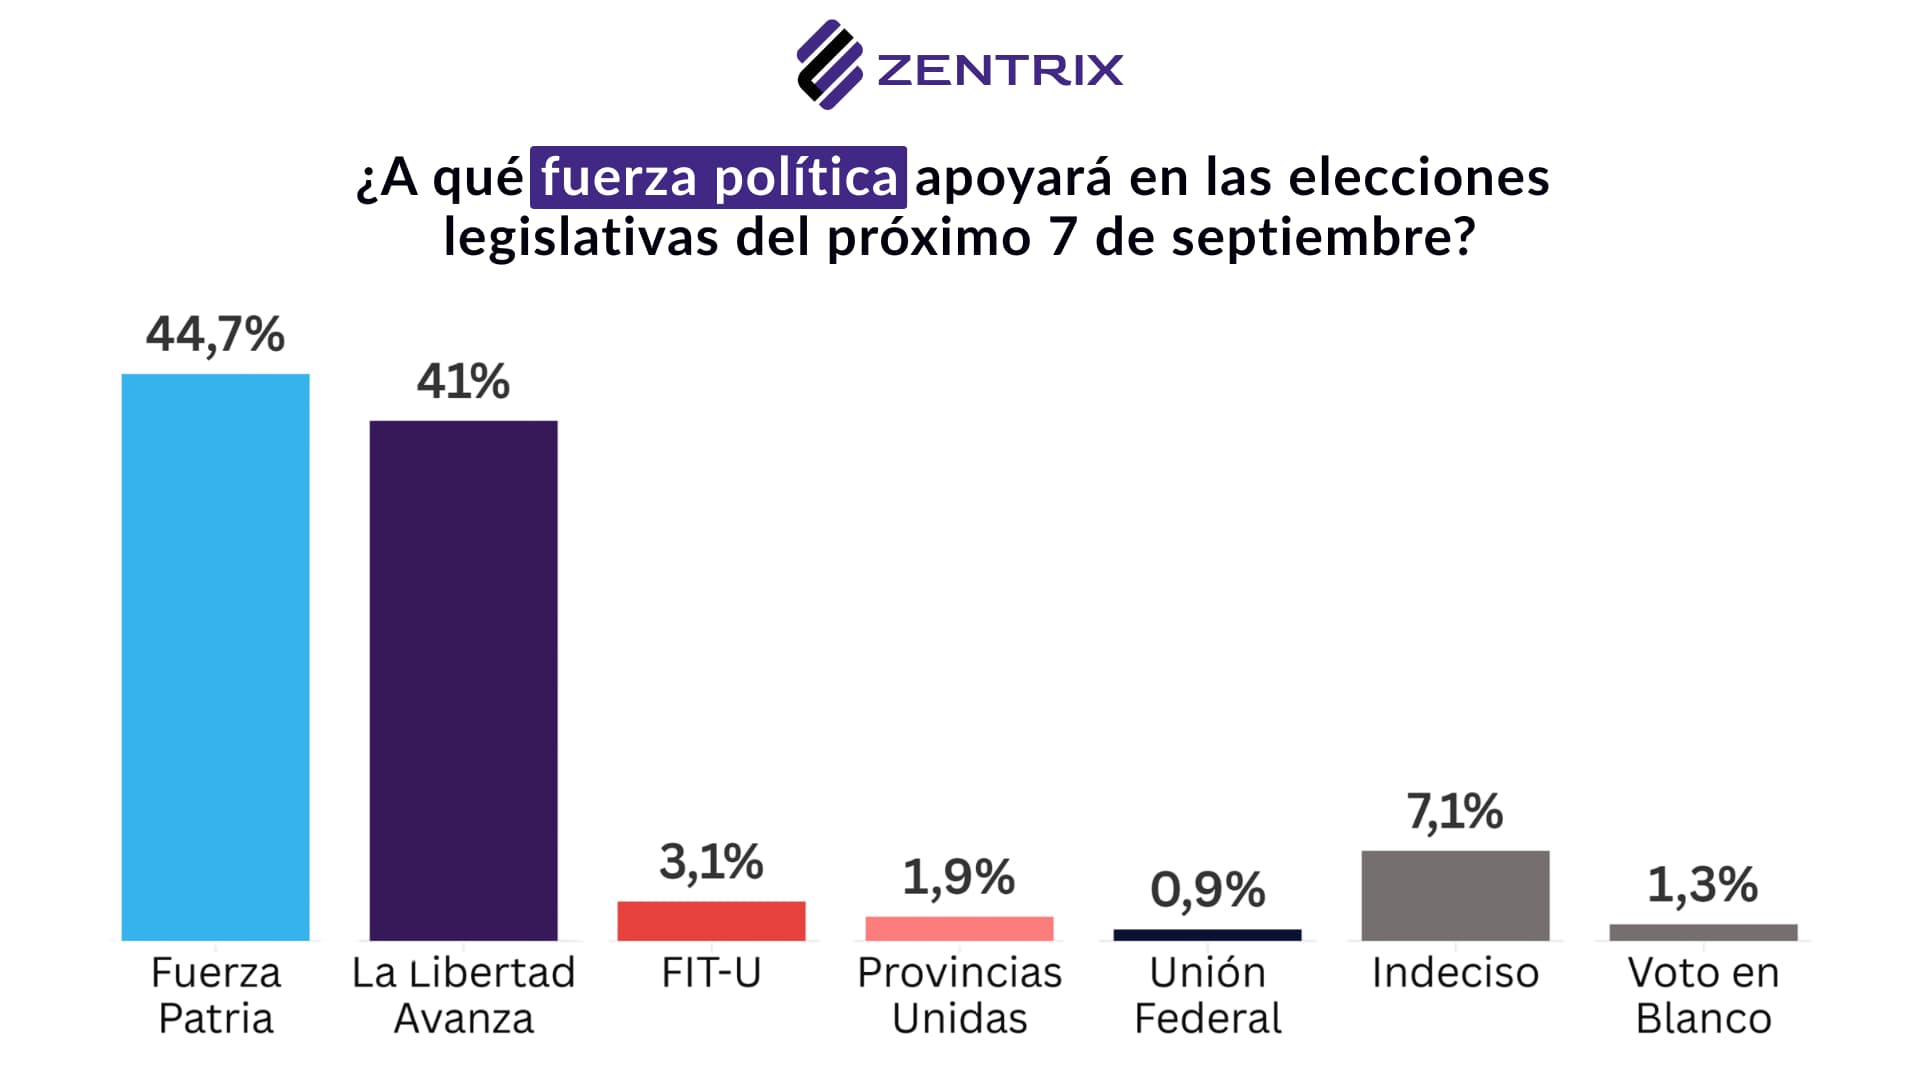 ZENTRIX
¿A qué fuerza política apoyará en las elecciones
legislativas del próximo 7 de septiembre?
44,7%
41%
3,1%
1,9%
0,9%
7,1%
1,3%
Fuerza
Patria
La Libertad
Avanza
FIT-U
Provincias
Unidas
Unión
Federal
Indeciso
Voto en
Blanco